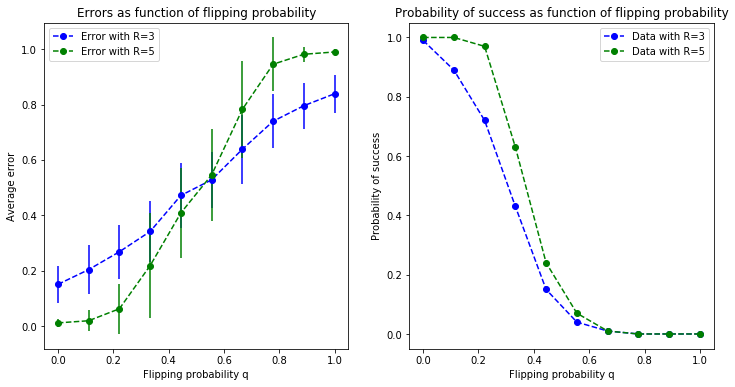 Errors as function of flipping probability
Error with R=3
Error with R=5
1.0
0.8
0.6
0.4
0.2
0.0
Average error
0.0 0.2 0.4 0.6 0.8 1.0
Flipping probability q
Probability of success as function of flipping probability
Data with R=3
Data with R=5
1.0
0.8
0.6
0.4
0.2
0.0
Probability of success
0.0 0.2 0.4 0.6 0.8 1.0
Flipping probability q